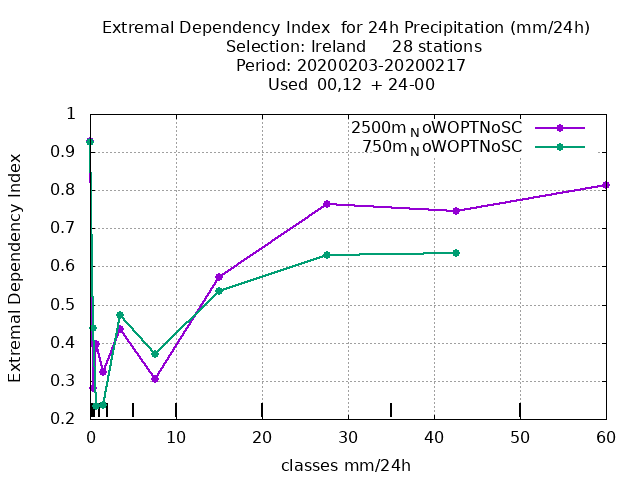 Extremal Dependency Index  for 24h Precipitation (mm/24h)
Selection: Ireland     28 stations
Period: 20200203-20200217
Used  00,12  + 24-00
2500m_NoWOPTNoSC
750m_NoWOPTNoSC
Extremal Dependency Index
1
0.9
0.8
0.7
0.6
0.5
0.4
0.3
0.2
0 10 20 30 40 50 60
classes mm/24h